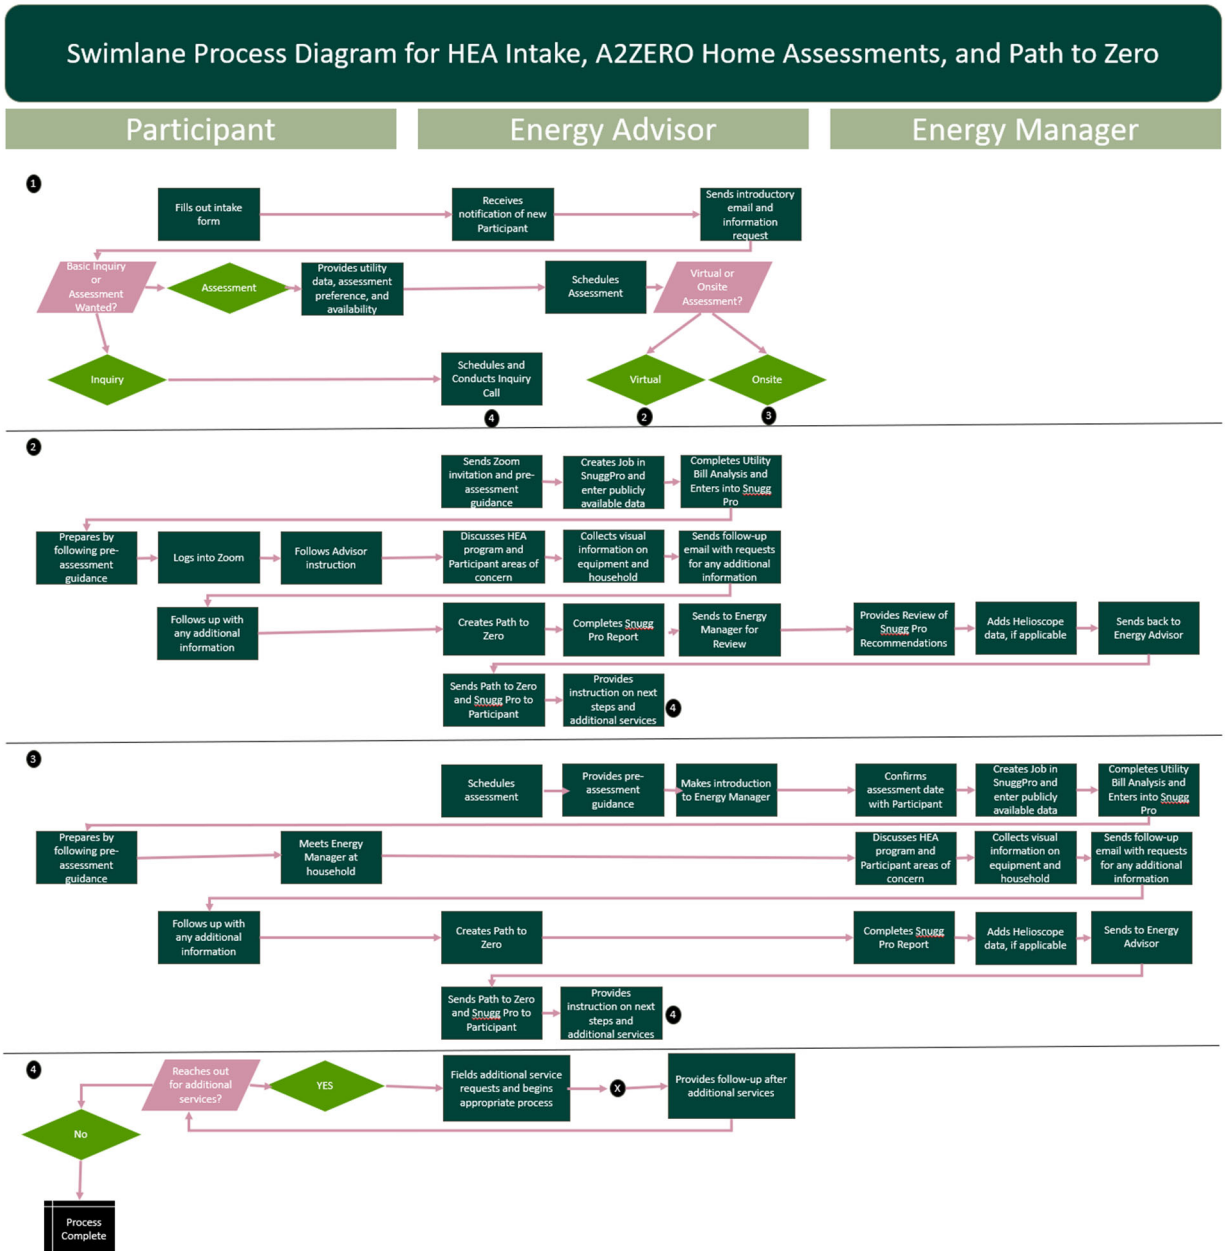 Swimlane Process Diagram for HEA Intake, A2ZERO Home Assessments, and Path to Zero
Participant
Energy Advisor
Energy Manager
1
Fills out intake
form
Receives
notification of new
Participant
Sends introductory
email and
information
request
Basic Inquiry
or
Assessment
Wanted?
Assessment
Provides utility
data, assessment
preference, and
availability
Schedules
Assessment
Virtual or
Onsite
Assessment?
Inquiry
Schedules and
Conducts Inquiry
Call
Virtual
Onsite
4
2
3
2
Sends Zoom
invitation and pre-
assessment
guidance
Creates Job in
SnuggPro and
enter publicly
available data
Completes Utility
Bill Analysis and
Enters into Snugg
Pro
Prepares by
following pre-
assessment
guidance
Logs into Zoom
Follows Advisor
instruction
Discusses HEA
program and
Participant areas of
concern
Collects visual
information on
equipment and
household
Sends follow-up
email with requests
for any additional
information
Follows up with
any additional
information
Creates Path to
Zero
Completes Snugg
Pro Report
Sends to Energy
Manager for
Review
Provides Review of
Snugg Pro
Recommendations
Adds Helioscope
data, if applicable
Sends back to
Energy Advisor
Sends Path to Zero
and Snugg Pro to
Participant
Provides
instruction on next
steps and
additional services
4
3
Schedules
assessment
Provides pre-
assessment
guidance
Makes introduction
to Energy Manager
Confirms
assessment date
with Participant
Creates Job in
SnuggPro and
enter publicly
available data
Completes Utility
Bill Analysis and
Enters into Snugg
Pro
Prepares by
following pre-
assessment
guidance
Meets Energy
Manager at
household
Discusses HEA
program and
Participant areas of
concern
Collects visual
information on
equipment and
household
Sends follow-up
email with requests
for any additional
information
Follows up with
any additional
information
Creates Path to
Zero
Completes Snugg
Pro Report
Adds Helioscope
data, if applicable
Sends to Energy
Advisor
Sends Path to Zero
and Snugg Pro to
Participant
Provides
instruction on next
steps and
additional services
4
4
Reaches out
for additional
services?
YES
Fields additional service
requests and begins
appropriate process
X
Provides follow-up after
additional services
No
Process
Complete